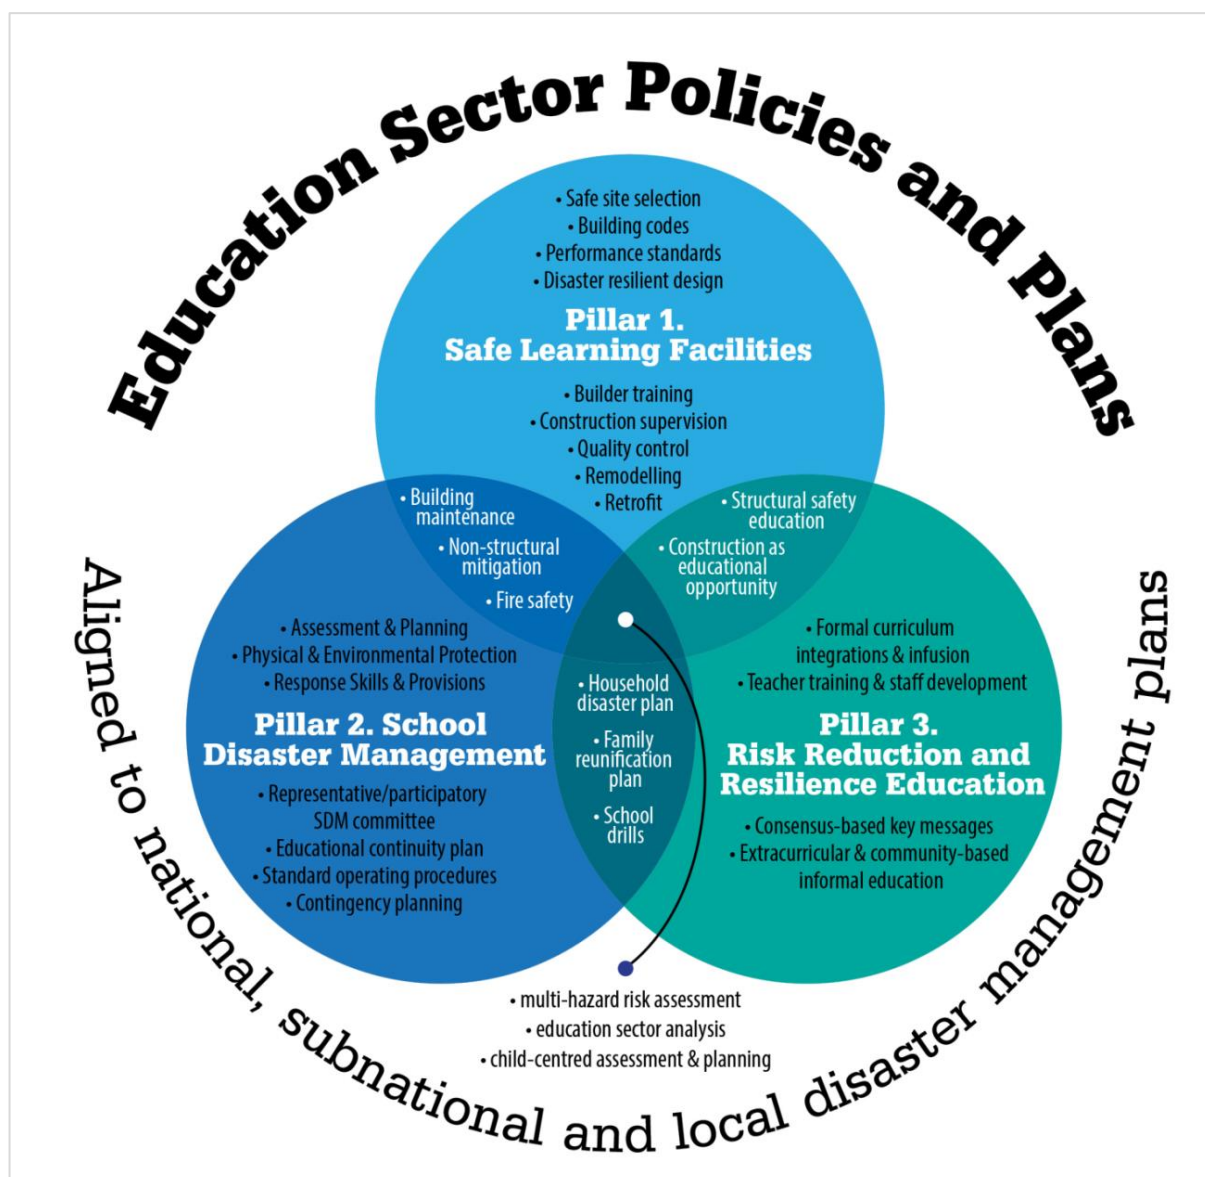 Education Sector Policies and Plans
• Safe site selection
• Building codes
• Performance standards
• Disaster resilient design
Pillar 1.
Safe Learning Facilities
• Builder training
• Construction supervision
• Quality control
• Remodelling
• Retrofit
• Building
maintenance
• Non-structural
mitigation
• Fire safety
• Structural safety
education
• Construction as
educational
opportunity
• Assessment & Planning
• Physical & Environmental Protection
• Response Skills & Provisions
Pillar 2. School
Disaster Management
• Representative/participatory
SDM committee
• Educational continuity plan
• Standard operating procedures
• Contingency planning
• Household
disaster plan
• Family
reunification
plan
• School
drills
• Formal curriculum
integrations & infusion
• Teacher training & staff development
Pillar 3.
Risk Reduction and
Resilience Education
• Consensus-based key messages
• Extracurricular & community-based
informal education
• multi-hazard risk assessment
• education sector analysis
• child-centred assessment & planning
Aligned to national, subnational and local disaster management plans